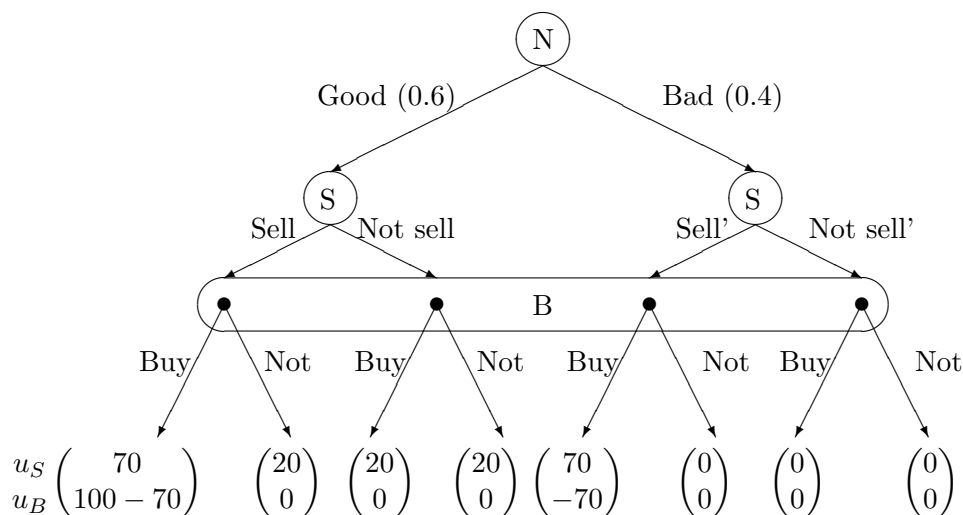 N
Good (0.6) Bad (0.4)
S S
Sell Not sell Sell' Not sell'
B
Buy Not Buy Not Buy Not Buy Not
u_S 70 20 20 20 70 0 0 0
u_B 100 − 70 0 0 0 −70 0 0 0